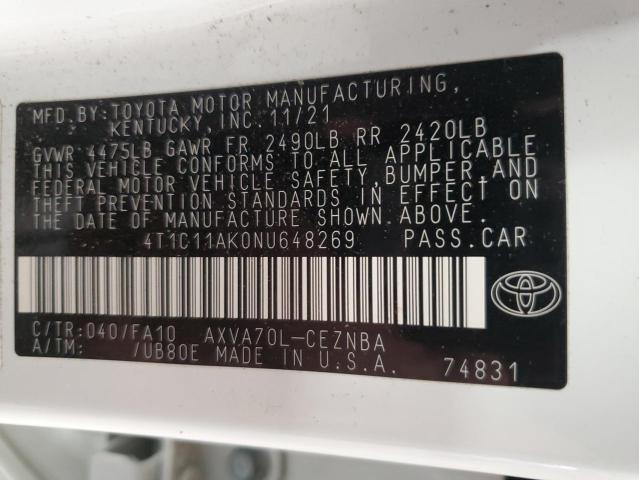 MFD.BY:TOYOTA MOTOR MANUFACTURING,
KENTUCKY, INC. 11/21
GVWR 4475LB GAWR FR 2490LB RR 2420LB
THIS VEHICLE CONFORMS TO ALL APPLICABLE
FEDERAL MOTOR VEHICLE SAFETY, BUMPER, AND
THEFT PREVENTION STANDARDS IN EFFECT ON
THE DATE OF MANUFACTURE SHOWN ABOVE.
4T1C11AK0NU648269 PASS.CAR
C/TR:040/FA10 AXVA70L-CEZNBA
A/TM: /UB80E MADE IN U.S.A.
74831